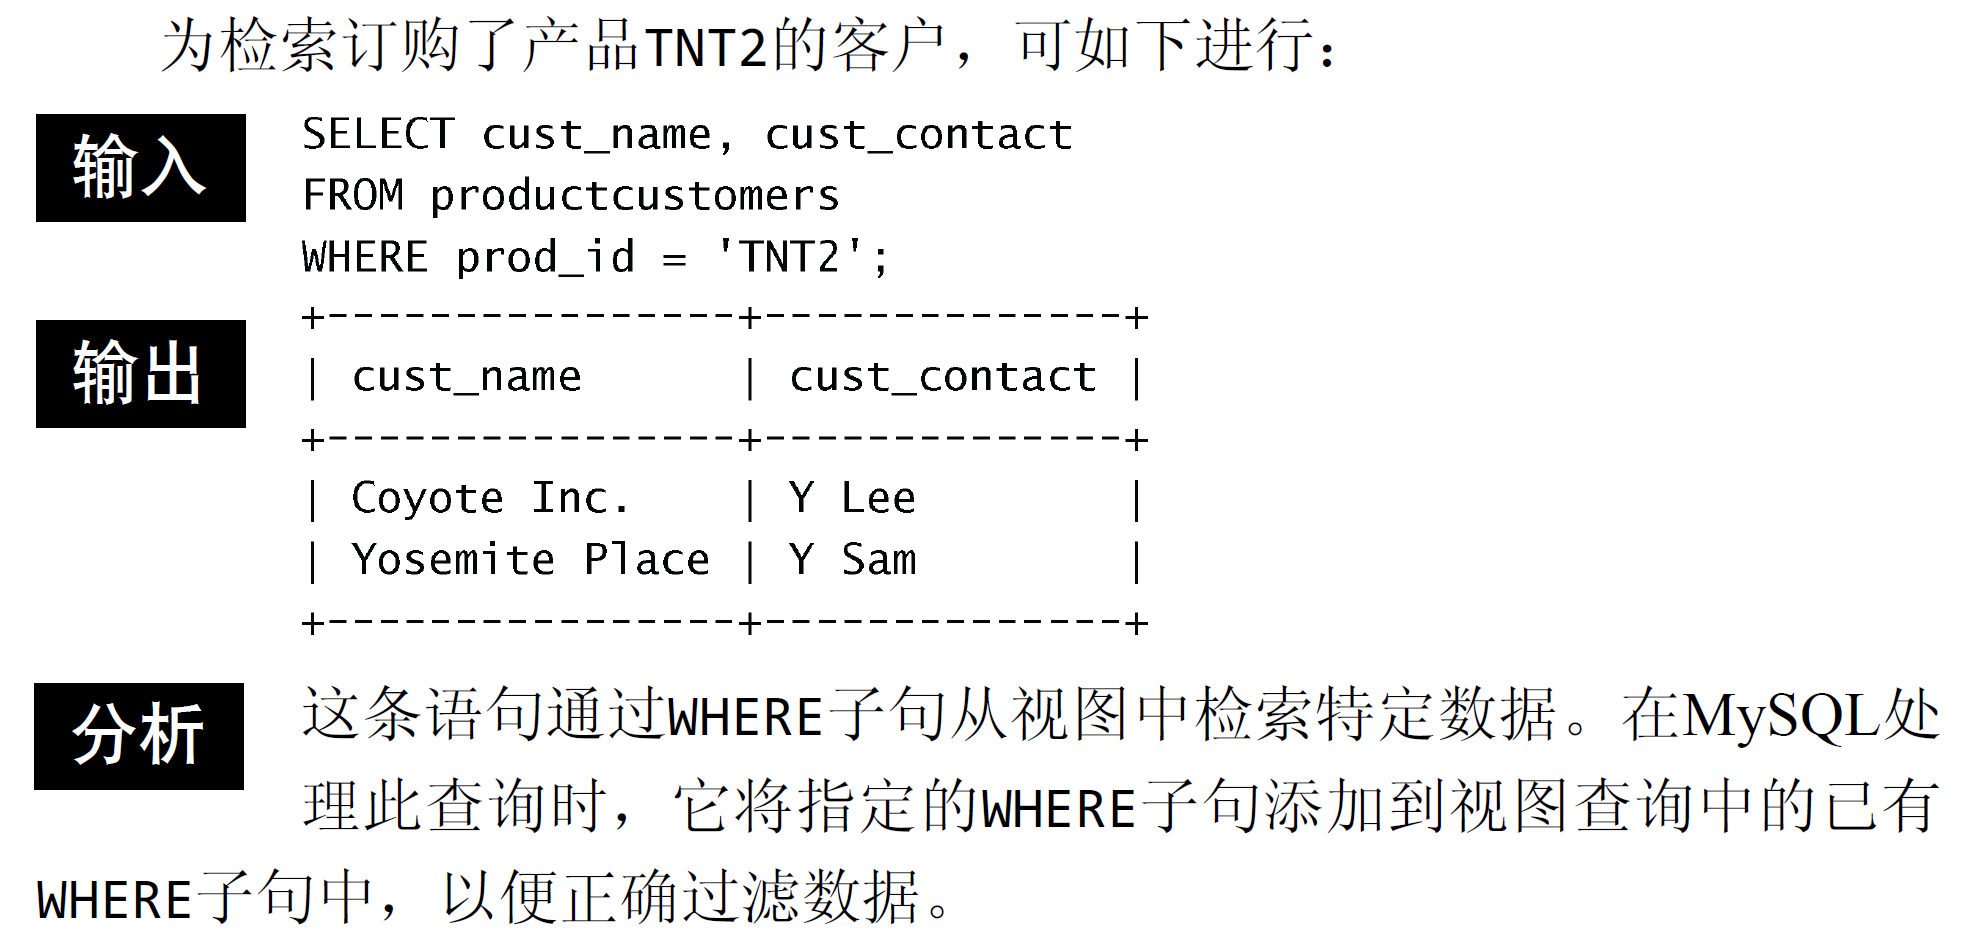 为检索订购了产品TNT2的客户，可如下进行：
输入
SELECT cust_name, cust_contact
FROM productcustomers
WHERE prod_id = 'TNT2';
输出
+----------------+--------------+
| cust_name      | cust_contact |
+----------------+--------------+
| Coyote Inc.    | Y Lee        |
| Yosemite Place | Y Sam        |
+----------------+--------------+
分析
这条语句通过WHERE子句从视图中检索特定数据。在MySQL处
理此查询时，它将指定的WHERE子句添加到视图查询中的已有
WHERE子句中，以便正确过滤数据。